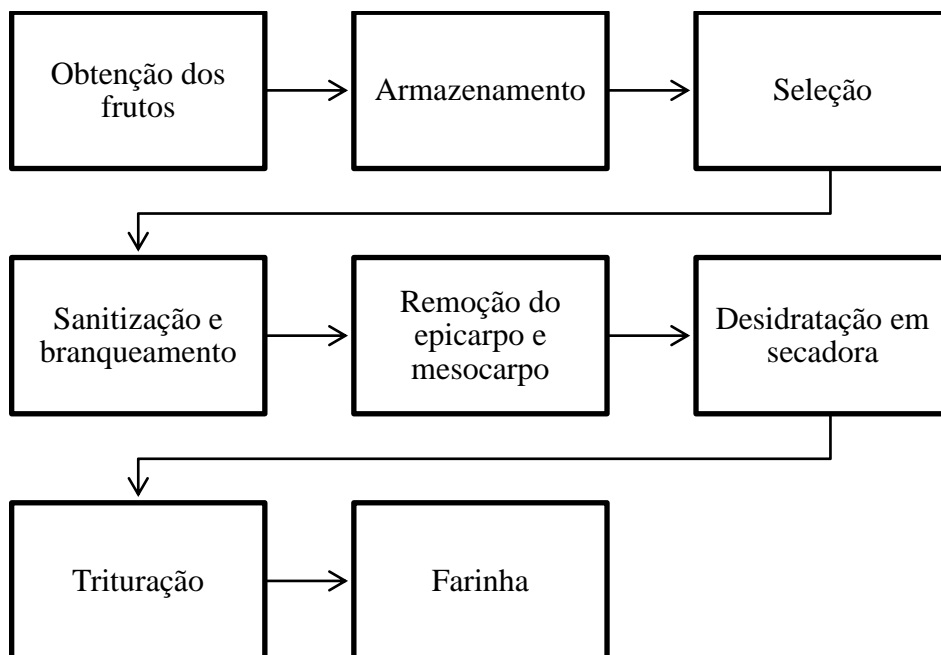 Obtenção dos
frutos
Armazenamento
Seleção
Sanitização e
branqueamento
Remoção do
epicarpo e
mesocarpo
Desidratação em
secadora
Trituração
Farinha